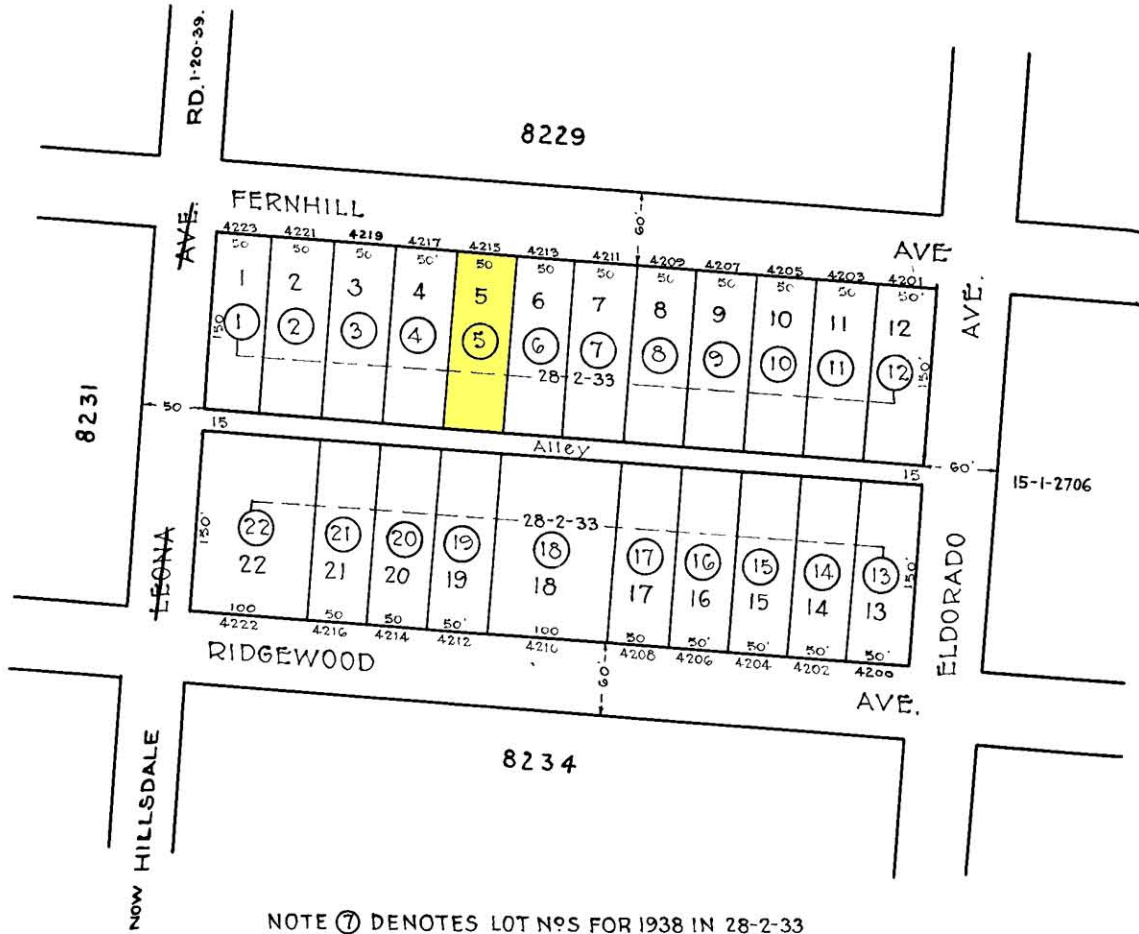 RD. 1-20-39.
8229
FERNHILL AVE
AVE.
60'
4223 4221 4219 4217 4215 4213 4211 4209 4207 4205 4203 4201
50 50 50 50' 50 50 50 50 50 50 50 50'
1 2 3 4 5 6 7 8 9 10 11 12
1 2 3 4 5 6 7 8 9 10 11 12
150 150'
28-2-33
AVE.
8231
50
15
Alley
15
60'
15-1-2706
28-2-33
22 21 20 19 18 17 16 15 14 13
150' 150'
22 21 20 19 18 17 16 15 14 13
100 50 50 50' 100 50 50' 50' 50' 50'
4222 4216 4214 4212 4210 4208 4206 4204 4202 4200
LEONA
ELDORADO
RIDGEWOOD AVE.
60'
8234
NOW HILLSDALE
NOTE 7 DENOTES LOT NOS FOR 1938 IN 28-2-33